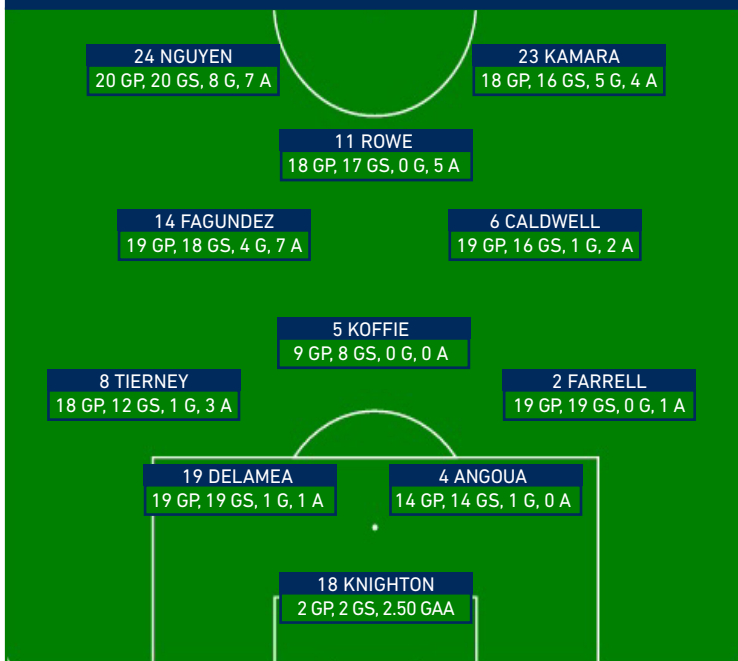 24 NGUYEN
20 GP, 20 GS, 8 G, 7 A
23 KAMARA
18 GP, 16 GS, 5 G, 4 A
11 ROWE
18 GP, 17 GS, 0 G, 5 A
14 FAGUNDEZ
19 GP, 18 GS, 4 G, 7 A
6 CALDWELL
19 GP, 16 GS, 1 G, 2 A
5 KOFFIE
9 GP, 8 GS, 0 G, 0 A
8 TIERNEY
18 GP, 12 GS, 1 G, 3 A
2 FARRELL
19 GP, 19 GS, 0 G, 1 A
19 DELAMEA
19 GP, 19 GS, 1 G, 1 A
4 ANGOUA
14 GP, 14 GS, 1 G, 0 A
18 KNIGHTON
2 GP, 2 GS, 2.50 GAA